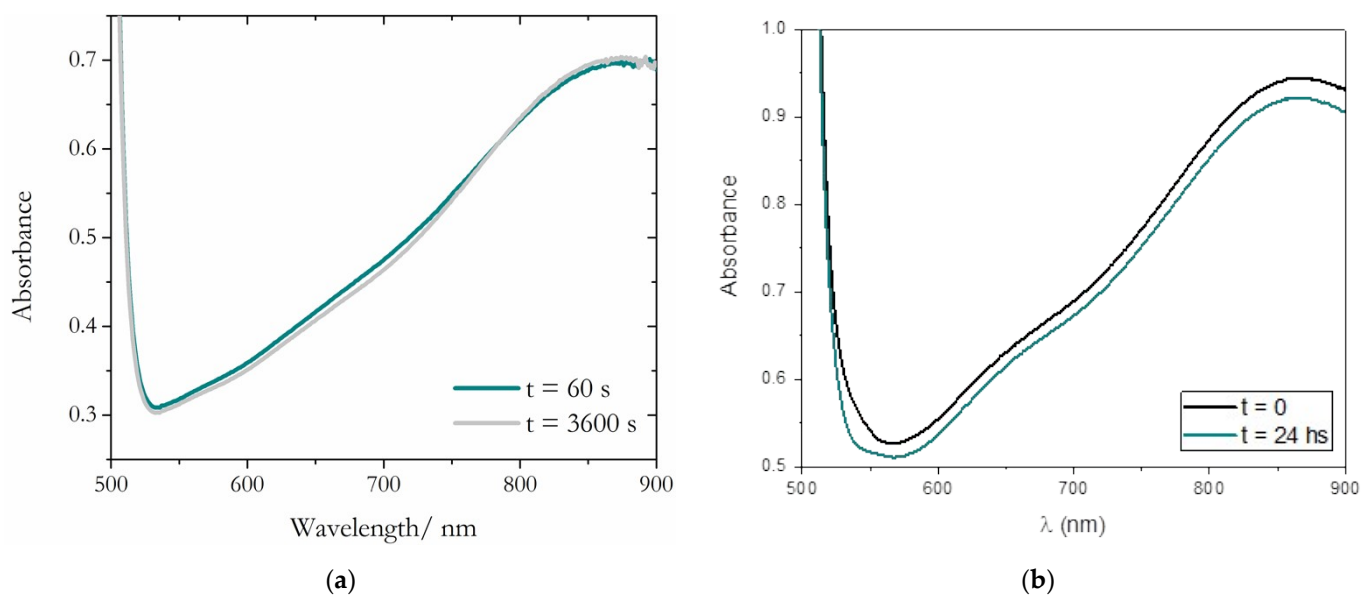 0.7
0.6
0.5
0.4
0.3
Absorbance
500
600
700
800
900
Wavelength/ nm
t = 60 s
t = 3600 s
(a)
1.0
0.9
0.8
0.7
0.6
0.5
Absorbance
500
600
700
800
900
λ (nm)
t = 0
t = 24 hs
(b)